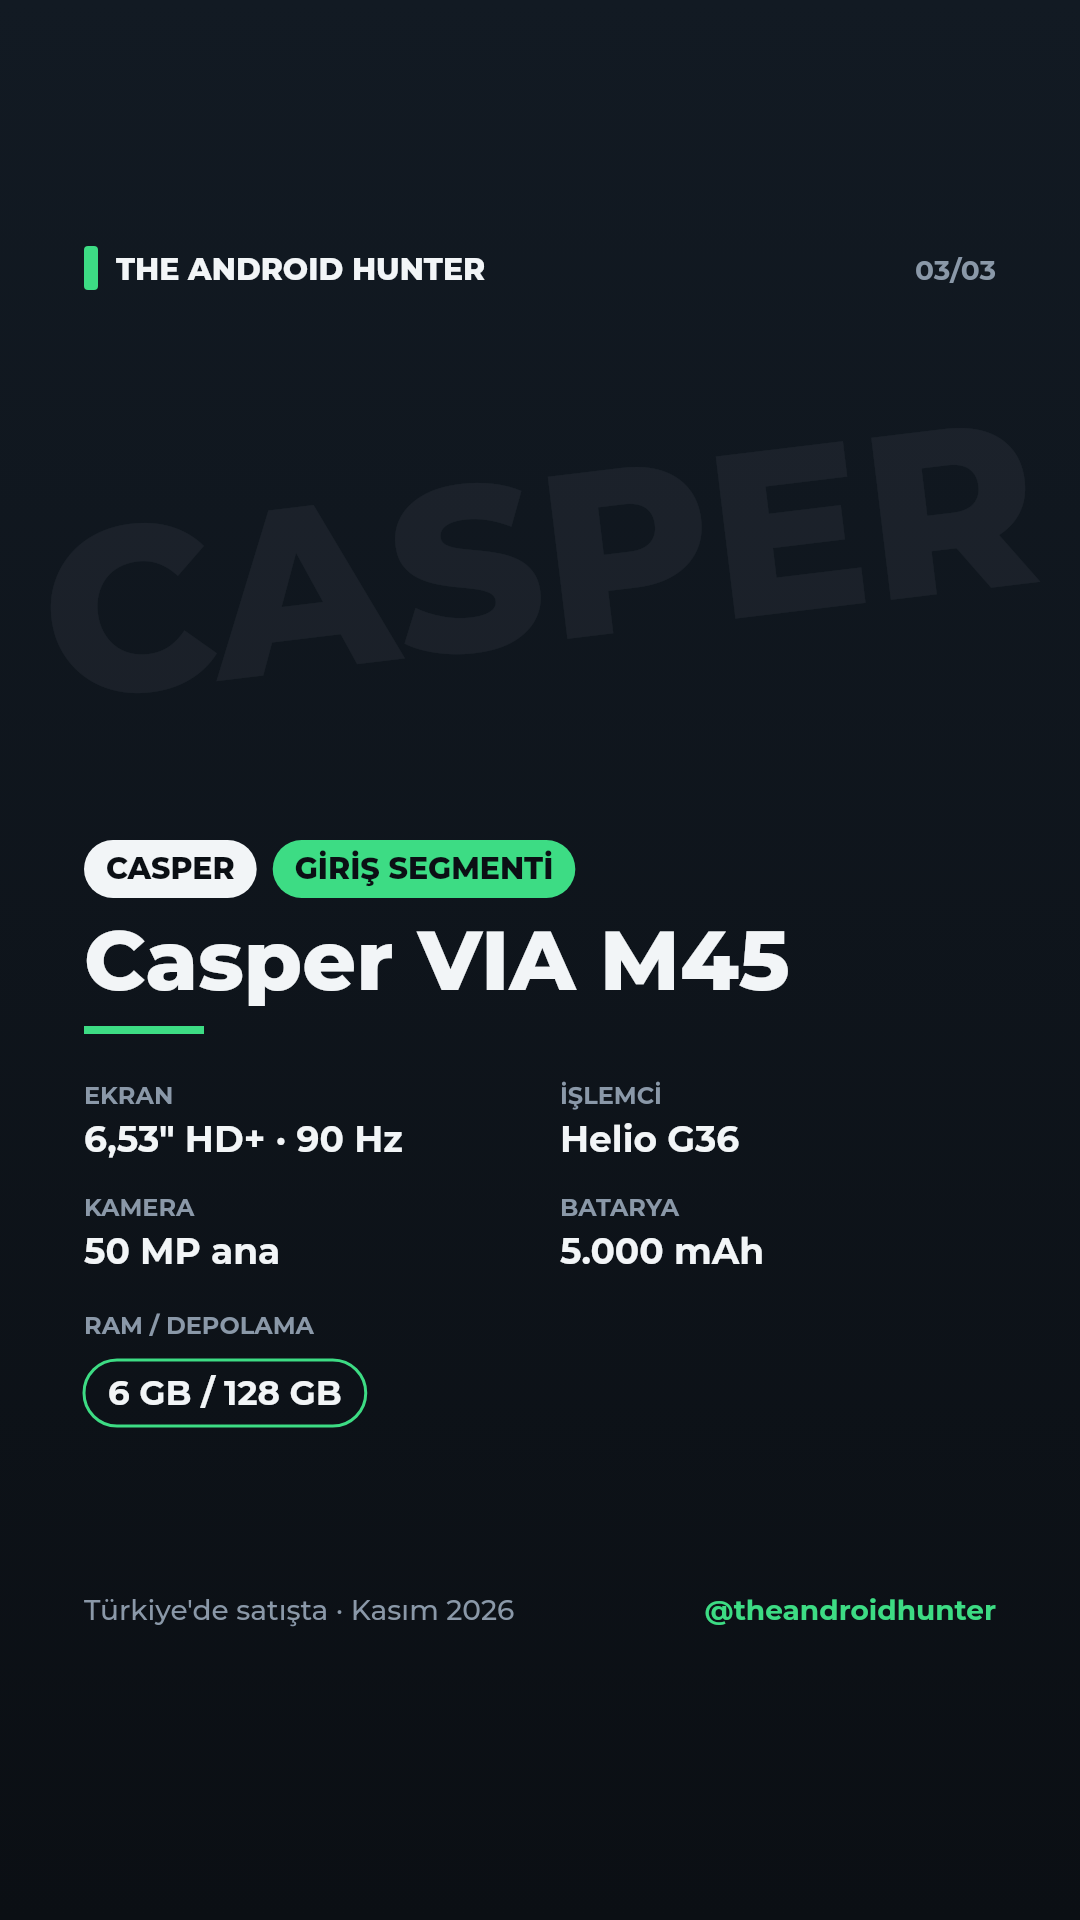 THE ANDROID HUNTER
03/03
CASPER
CASPER
GİRİŞ SEGMENTİ
Casper VIA M45
EKRAN
6,53" HD+ · 90 Hz
İŞLEMCİ
Helio G36
KAMERA
50 MP ana
BATARYA
5.000 mAh
RAM / DEPOLAMA
6 GB / 128 GB
Türkiye'de satışta · Kasım 2026
@theandroidhunter